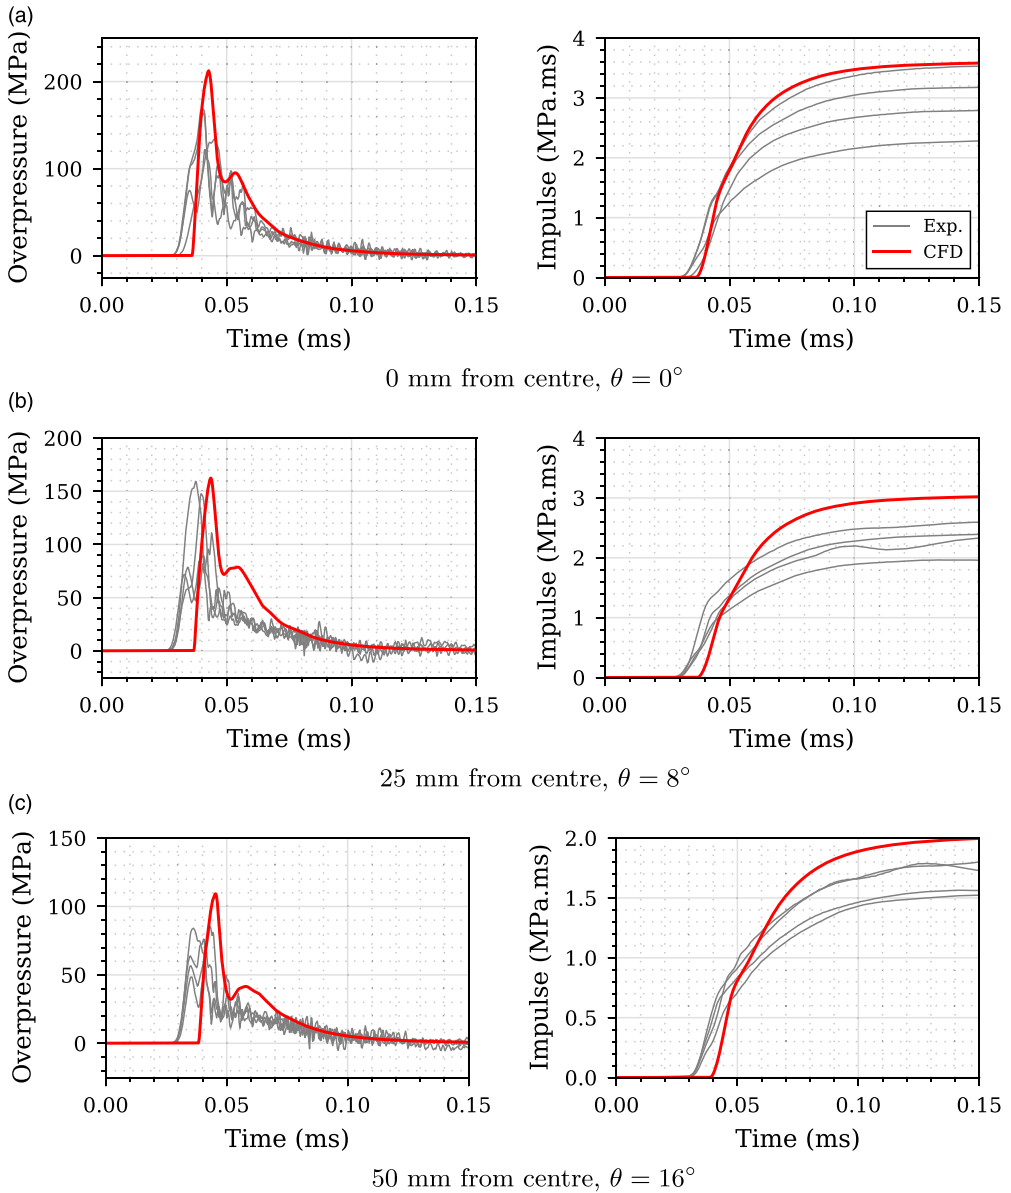 (a)
Overpressure (MPa)
200
100
0
0.00 0.05 0.10 0.15
Time (ms)
Impulse (MPa.ms)
4
3
2
1
0
Exp.
CFD
0.00 0.05 0.10 0.15
Time (ms)
0 mm from centre, θ = 0°
(b)
Overpressure (MPa)
200
150
100
50
0
0.00 0.05 0.10 0.15
Time (ms)
Impulse (MPa.ms)
4
3
2
1
0
0.00 0.05 0.10 0.15
Time (ms)
25 mm from centre, θ = 8°
(c)
Overpressure (MPa)
150
100
50
0
0.00 0.05 0.10 0.15
Time (ms)
Impulse (MPa.ms)
2.0
1.5
1.0
0.5
0.0
0.00 0.05 0.10 0.15
Time (ms)
50 mm from centre, θ = 16°